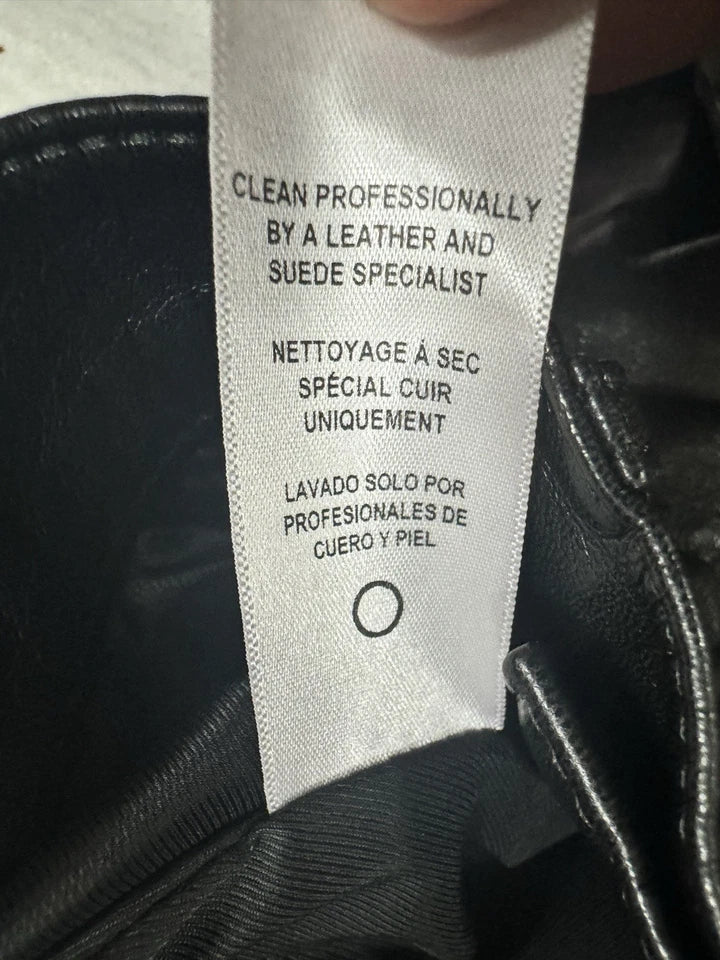 CLEAN PROFESSIONALLY
BY A LEATHER AND
SUEDE SPECIALIST
NETTOYAGE À SEC
SPÉCIAL CUIR
UNIQUEMENT
LAVADO SOLO POR
PROFESIONALES DE
CUERO Y PIEL